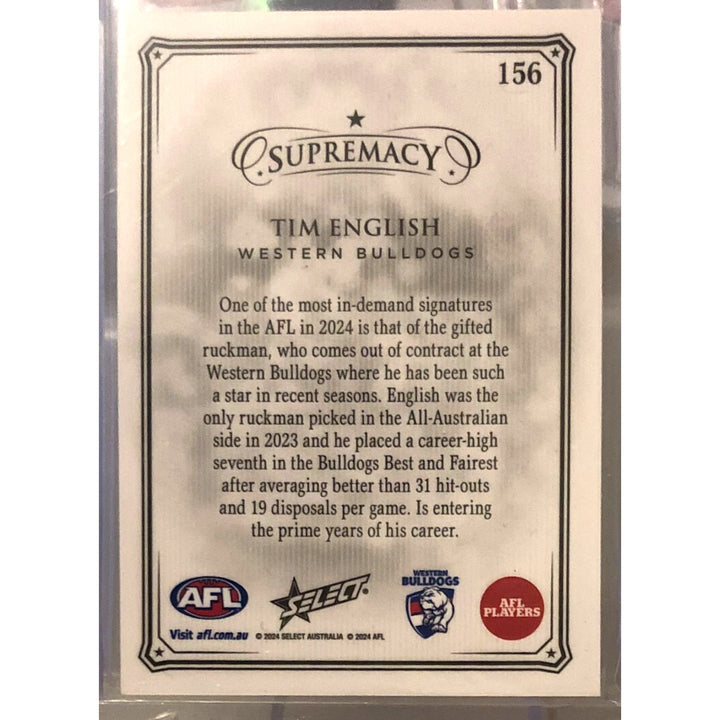 156
SUPREMACY
TIM ENGLISH
WESTERN BULLDOGS
One of the most in-demand signatures
in the AFL in 2024 is that of the gifted
ruckman, who comes out of contract at the
Western Bulldogs where he has been such
a star in recent seasons. English was the
only ruckman picked in the All-Australian
side in 2023 and he placed a career-high
seventh in the Bulldogs Best and Fairest
after averaging better than 31 hit-outs
and 19 disposals per game. Is entering
the prime years of his career.
AFL
SELECT®
WESTERN
BULLDOGS
AFL
PLAYERS
Visit afl.com.au © 2024 SELECT AUSTRALIA © 2024 AFL